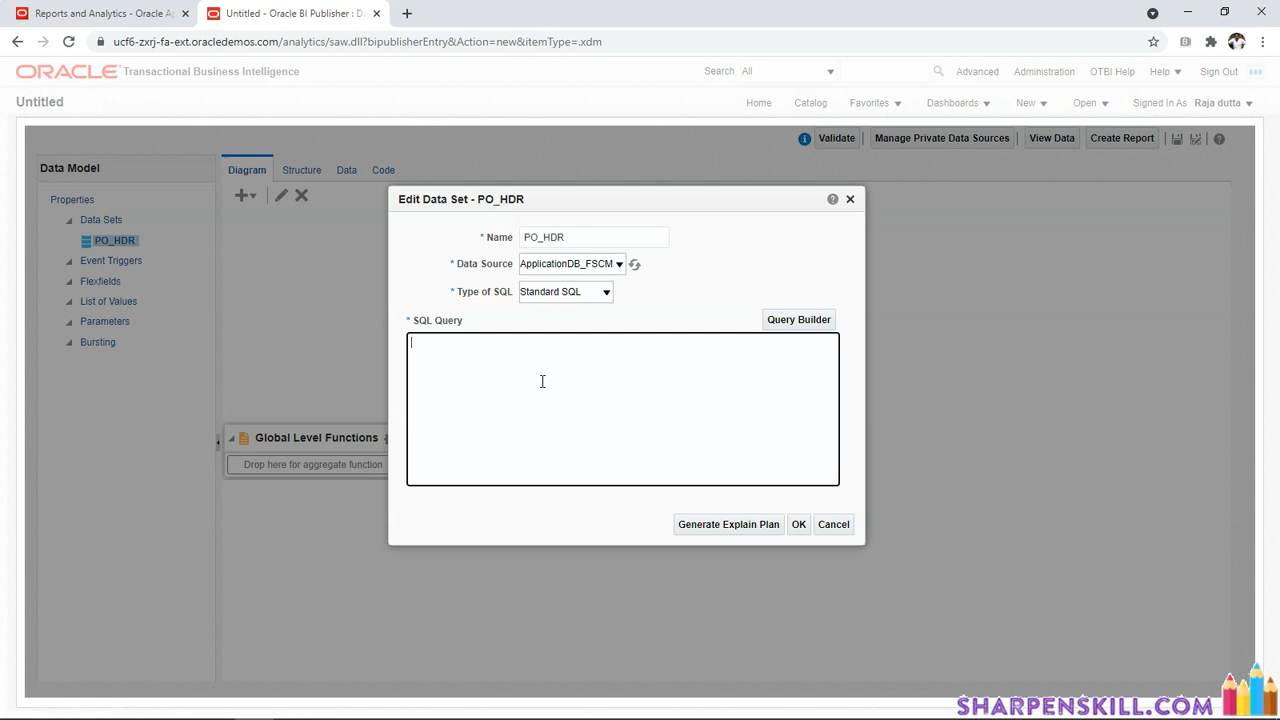 Reports and Analytics - Oracle Ap
Untitled - Oracle BI Publisher : Da
ucf6-zxrj-fa-ext.oracledemos.com/analytics/saw.dll?bipublisherEntry&Action=new&itemType=.xdm
ORACLE Transactional Business Intelligence
Search All
Advanced
Administration
OTBI Help
Help
Sign Out
Untitled
Home
Catalog
Favorites
Dashboards
New
Open
Signed In As Raja dutta
Validate
Manage Private Data Sources
View Data
Create Report
Data Model
Diagram
Structure
Data
Code
Properties
Data Sets
PO_HDR
Event Triggers
Flexfields
List of Values
Parameters
Bursting
Global Level Functions
Drop here for aggregate function
Edit Data Set - PO_HDR
* Name PO_HDR
* Data Source ApplicationDB_FSCM
* Type of SQL Standard SQL
* SQL Query
Query Builder
Generate Explain Plan
OK
Cancel
SHARPENSKILL.COM